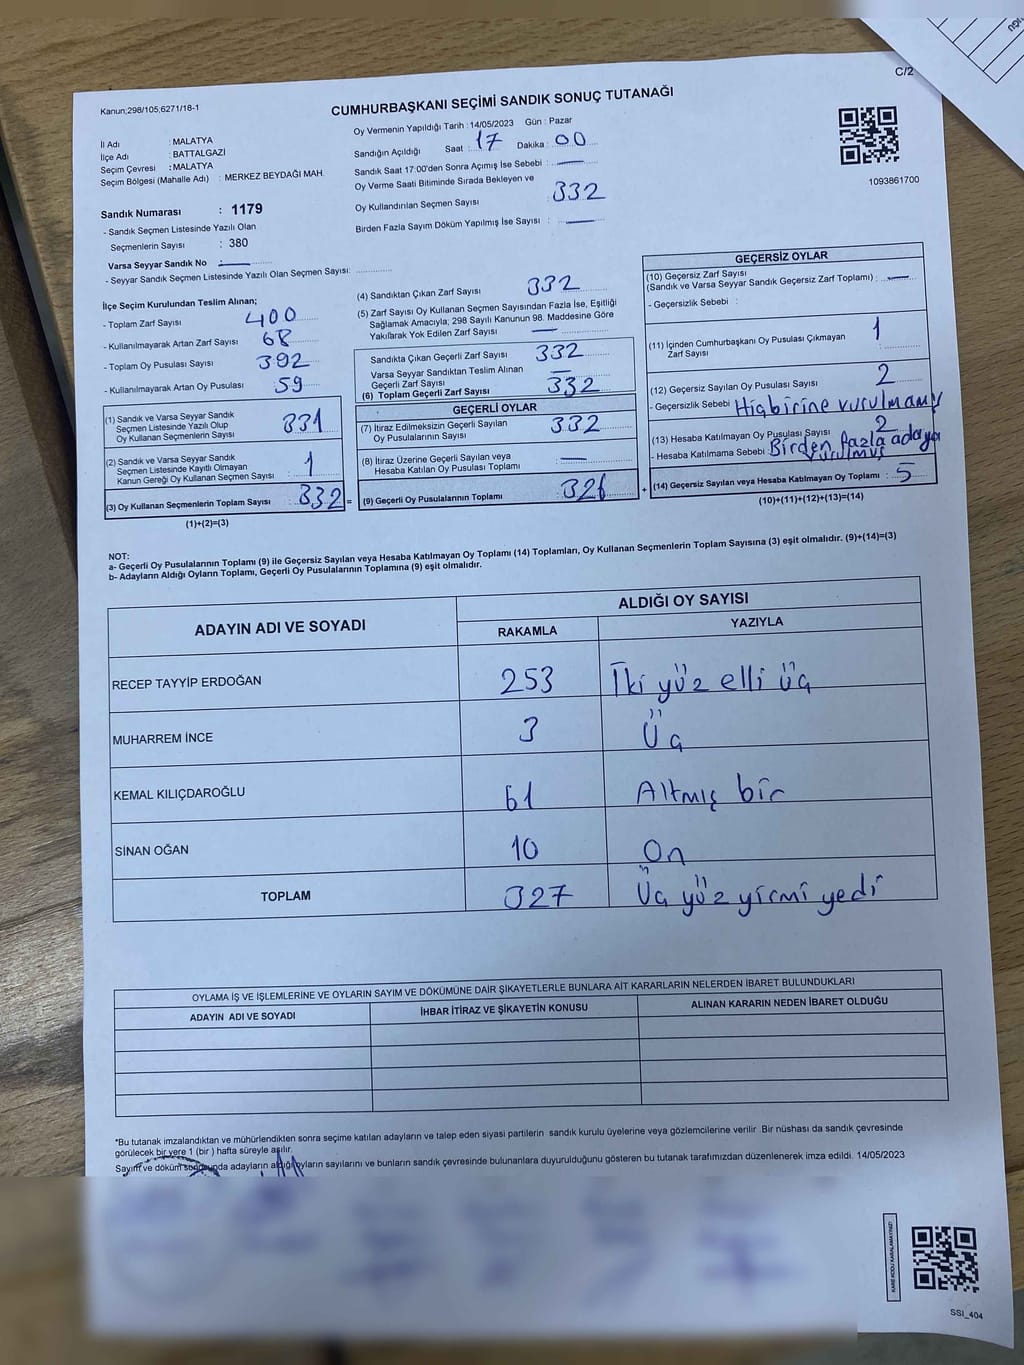 C/2
Kanun;298/105,6271/18-1
CUMHURBAŞKANI SEÇİMİ SANDIK SONUÇ TUTANAĞI
İl Adı : MALATYA
İlçe Adı : BATTALGAZİ
Seçim Çevresi : MALATYA
Seçim Bölgesi (Mahalle Adı) : MERKEZ BEYDAĞI MAH.
Sandık Numarası : 1179
- Sandık Seçmen Listesinde Yazılı Olan
Seçmenlerin Sayısı : 380
Varsa Seyyar Sandık No : —
- Seyyar Sandık Seçmen Listesinde Yazılı Olan Seçmen Sayısı:
Oy Vermenin Yapıldığı Tarih : 14/05/2023 Gün : Pazar
Sandığın Açıldığı Saat : 17 Dakika : 00
Sandık Saat 17:00'den Sonra Açımış İse Sebebi : —
Oy Verme Saati Bitiminde Sırada Bekleyen ve
Oy Kullandırılan Seçmen Sayısı : 332
Birden Fazla Sayım Döküm Yapılmış İse Sayısı : —
1093861700
İlçe Seçim Kurulundan Teslim Alınan;
- Toplam Zarf Sayısı : 400
- Kullanılmayarak Artan Zarf Sayısı : 68
- Toplam Oy Pusulası Sayısı : 392
- Kullanılmayarak Artan Oy Pusulası : 59
(1) Sandık ve Varsa Seyyar Sandık
Seçmen Listesinde Yazılı Olup
Oy Kullanan Seçmenlerin Sayısı : 331
(2) Sandık ve Varsa Seyyar Sandık
Seçmen Listesinde Kayıtlı Olmayan
Kanun Gereği Oy Kullanan Seçmen Sayısı : 1
(3) Oy Kullanan Seçmenlerin Toplam Sayısı : 332 =
(1)+(2)=(3)
(4) Sandıktan Çıkan Zarf Sayısı : 332
(5) Zarf Sayısı Oy Kullanan Seçmen Sayısından Fazla İse, Eşitliği
Sağlamak Amacıyla; 298 Sayılı Kanunun 98. Maddesine Göre
Yakılarak Yok Edilen Zarf Sayısı : —
Sandıkta Çıkan Geçerli Zarf Sayısı : 332
Varsa Seyyar Sandıktan Teslim Alınan
Geçerli Zarf Sayısı : —
(6) Toplam Geçerli Zarf Sayısı : 332
GEÇERLİ OYLAR
(7) İtiraz Edilmeksizin Geçerli Sayılan
Oy Pusulalarının Sayısı : 332
(8) İtiraz Üzerine Geçerli Sayılan veya
Hesaba Katılan Oy Pusulası Toplamı : —
(9) Geçerli Oy Pusulalarının Toplamı : +
GEÇERSİZ OYLAR
(10) Geçersiz Zarf Sayısı
(Sandık ve Varsa Seyyar Sandık Geçersiz Zarf Toplamı) : —
- Geçersizlik Sebebi :
(11) İçinden Cumhurbaşkanı Oy Pusulası Çıkmayan
Zarf Sayısı : 1
(12) Geçersiz Sayılan Oy Pusulası Sayısı : 2
- Geçersizlik Sebebi : Hiçbirine vurulmamış
(13) Hesaba Katılmayan Oy Pusulası Sayısı : 2
- Hesaba Katılmama Sebebi : Birden fazla adaya
vurulmuş
(14) Geçersiz Sayılan veya Hesaba Katılmayan Oy Toplamı : 5
(10)+(11)+(12)+(13)=(14)
NOT:
a- Geçerli Oy Pusulalarının Toplamı (9) ile Geçersiz Sayılan veya Hesaba Katılmayan Oy Toplamı (14) Toplamları, Oy Kullanan Seçmenlerin Toplam Sayısına (3) eşit olmalıdır. (9)+(14)=(3)
b- Adayların Aldığı Oyların Toplamı, Geçerli Oy Pusulalarının Toplamına (9) eşit olmalıdır.
ADAYIN ADI VE SOYADI ALDIĞI OY SAYISI
RAKAMLA YAZIYLA
RECEP TAYYİP ERDOĞAN 253 İki yüz elli üç
MUHARREM İNCE 3 Üç
KEMAL KILIÇDAROĞLU 61 Altmış bir
SİNAN OĞAN 10 On
TOPLAM 327 Üç yüz yirmi yedi
OYLAMA İŞ VE İŞLEMLERİNE VE OYLARIN SAYIM VE DÖKÜMÜNE DAİR ŞİKAYETLERLE BUNLARA AİT KARARLARIN NELERDEN İBARET BULUNDUKLARI
ADAYIN ADI VE SOYADI İHBAR İTİRAZ VE ŞİKAYETİN KONUSU ALINAN KARARIN NEDEN İBARET OLDUĞU
*Bu tutanak imzalandıktan ve mühürlendikten sonra seçime katılan adayların ve talep eden siyasi partilerin sandık kurulu üyelerine veya gözlemcilerine verilir .Bir nüshası da sandık çevresinde
görülecek bir yere 1 (bir ) hafta süreyle asılır.
Sayım ve döküm sonucunda adayların aldığı oyların sayılarını ve bunların sandık çevresinde bulunanlara duyurulduğunu gösteren bu tutanak tarafımızdan düzenlenerek imza edildi. 14/05/2023
KARE KODU KARALAMAYINIZ!
SSI_404